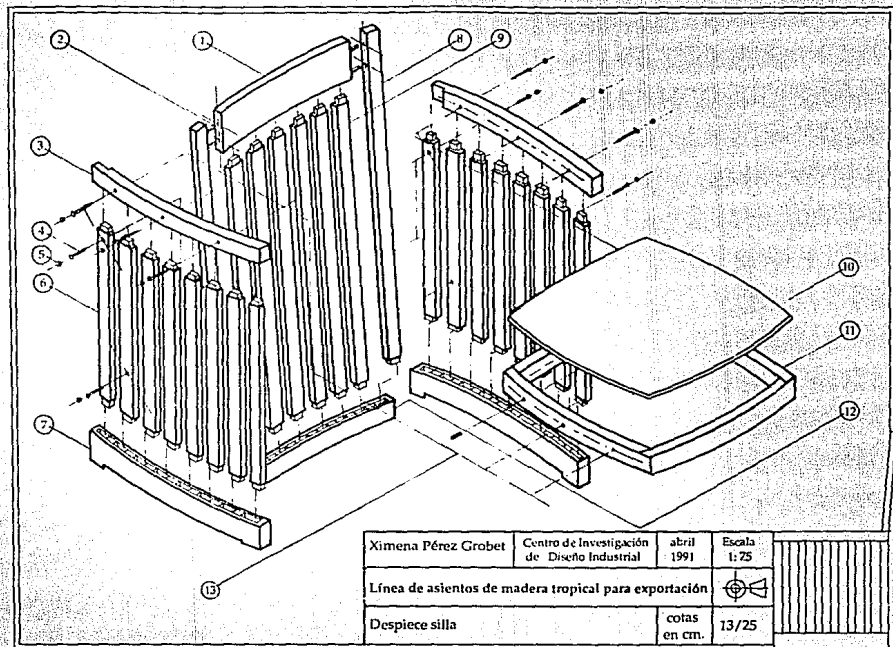 1
2
3
4
5
6
7
8
9
10
11
12
13
Ximena Pérez Grobet
Centro de Investigación
de Diseño Industrial
abril
1991
Escala
1:75
Línea de asientos de madera tropical para exportación
Despiece silla
cotas
en cm.
13/25